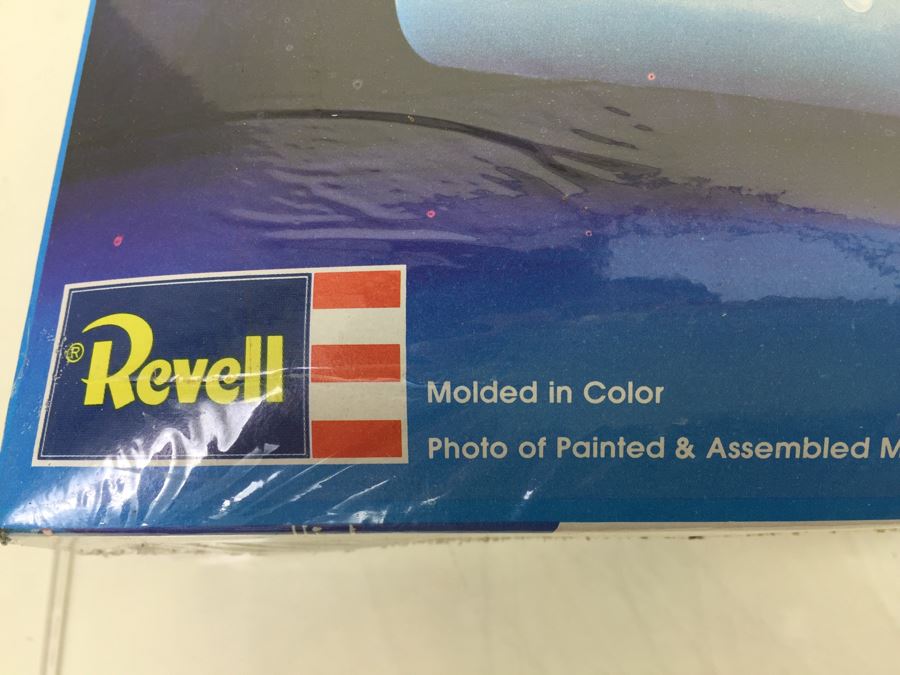 ® Revell
Molded in Color
Photo of Painted & Assembled M